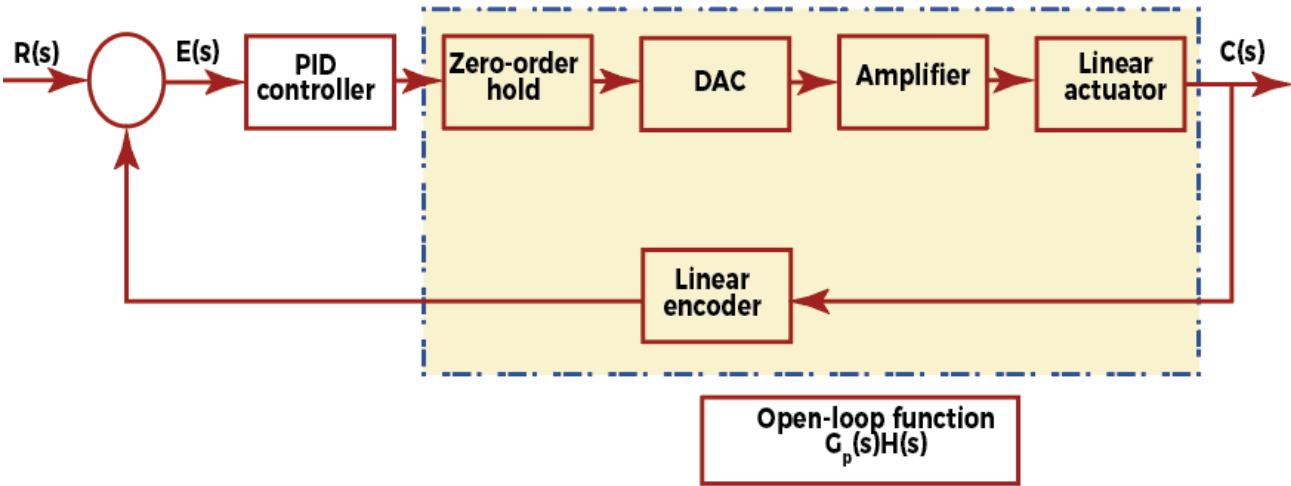 R(s)
E(s)
PID
controller
Zero-order
hold
DAC
Amplifier
Linear
actuator
C(s)
Linear
encoder
Open-loop function
Gₚ(s)H(s)